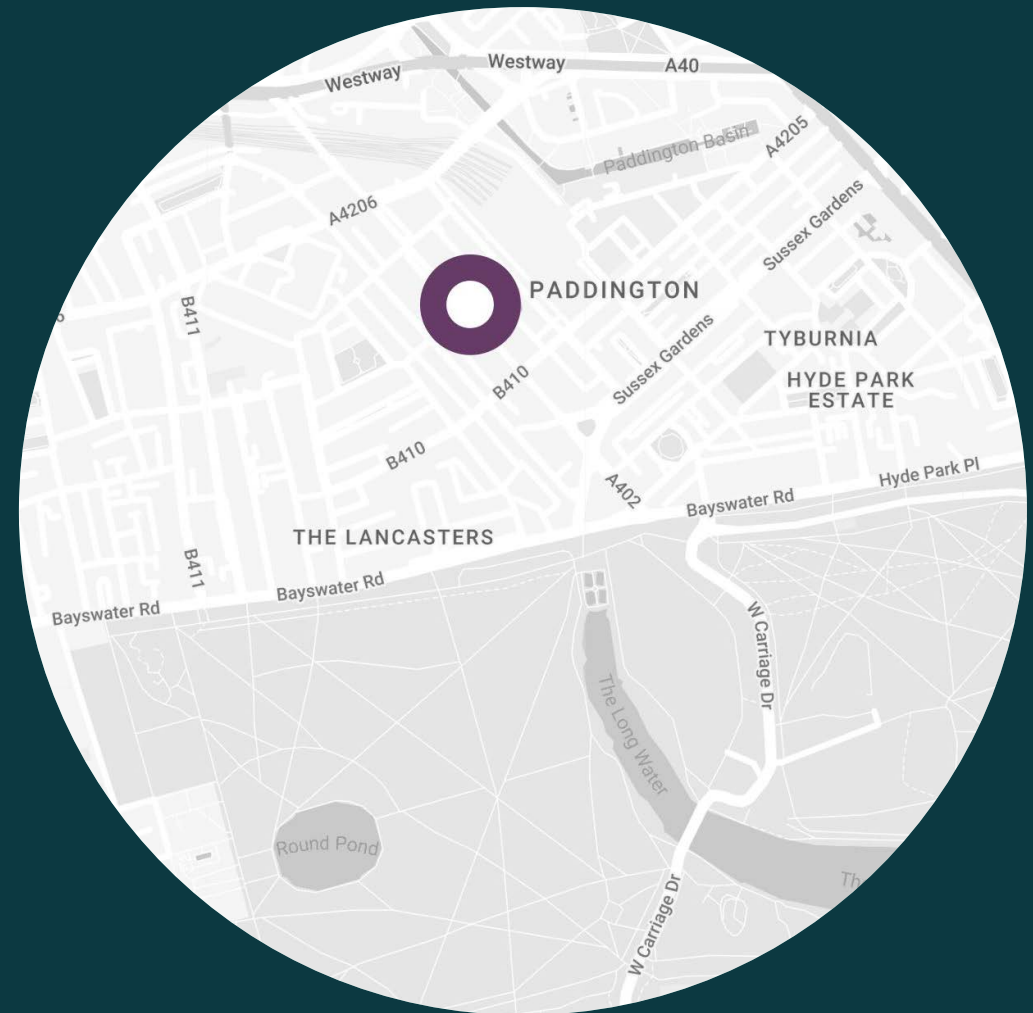 Westway
Westway
A40
Paddington Basin
A4205
A4206
Sussex Gardens
PADDINGTON
B411
TYBURNIA
Sussex Gardens
HYDE PARK
ESTATE
B410
B410
A402
Hyde Park Pl
Bayswater Rd
THE LANCASTERS
B411
Bayswater Rd
Bayswater Rd
W Carriage Dr
The Long Water
Round Pond
W Carriage Dr